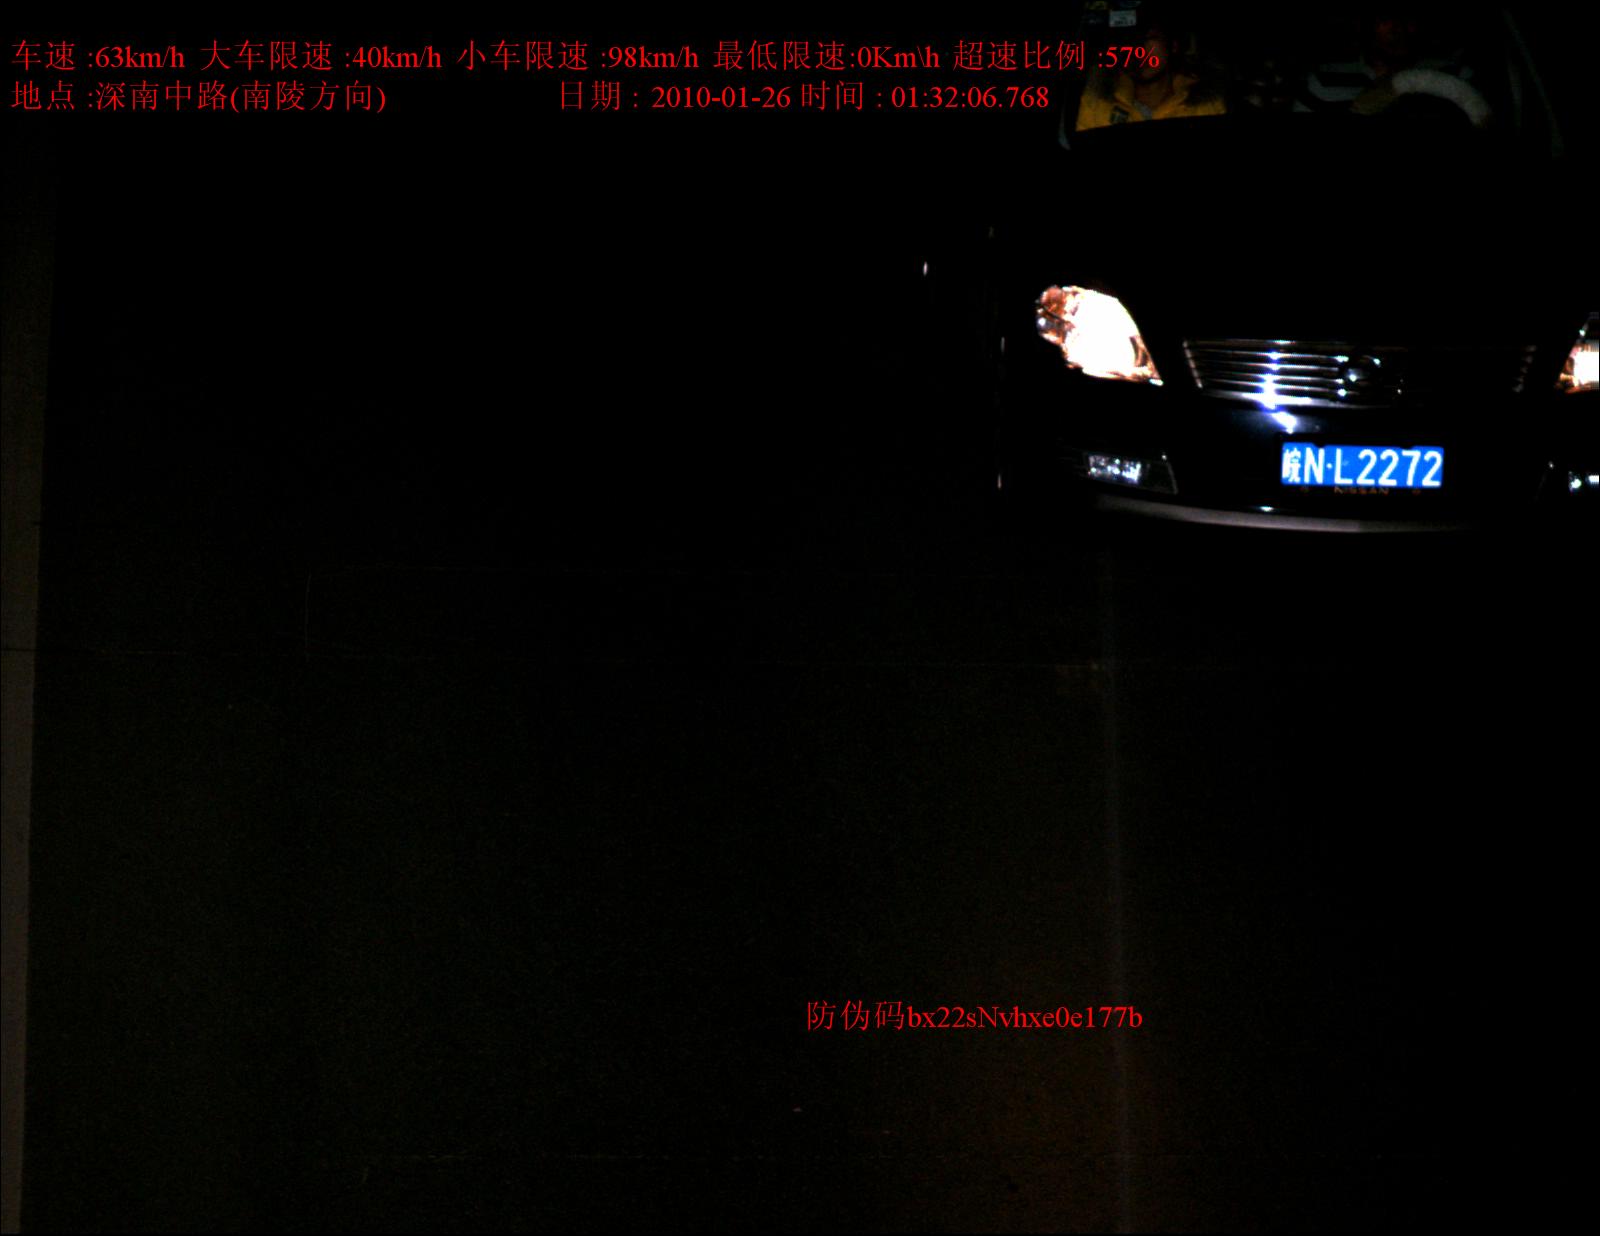 车速 :63km/h 大车限速 :40km/h 小车限速 :98km/h 最低限速:0Km\h 超速比例 :57%
地点 :深南中路(南陵方向) 日期 : 2010-01-26 时间 : 01:32:06.768
皖N·L2272
NISSAN
防伪码bx22sNvhxe0e177b